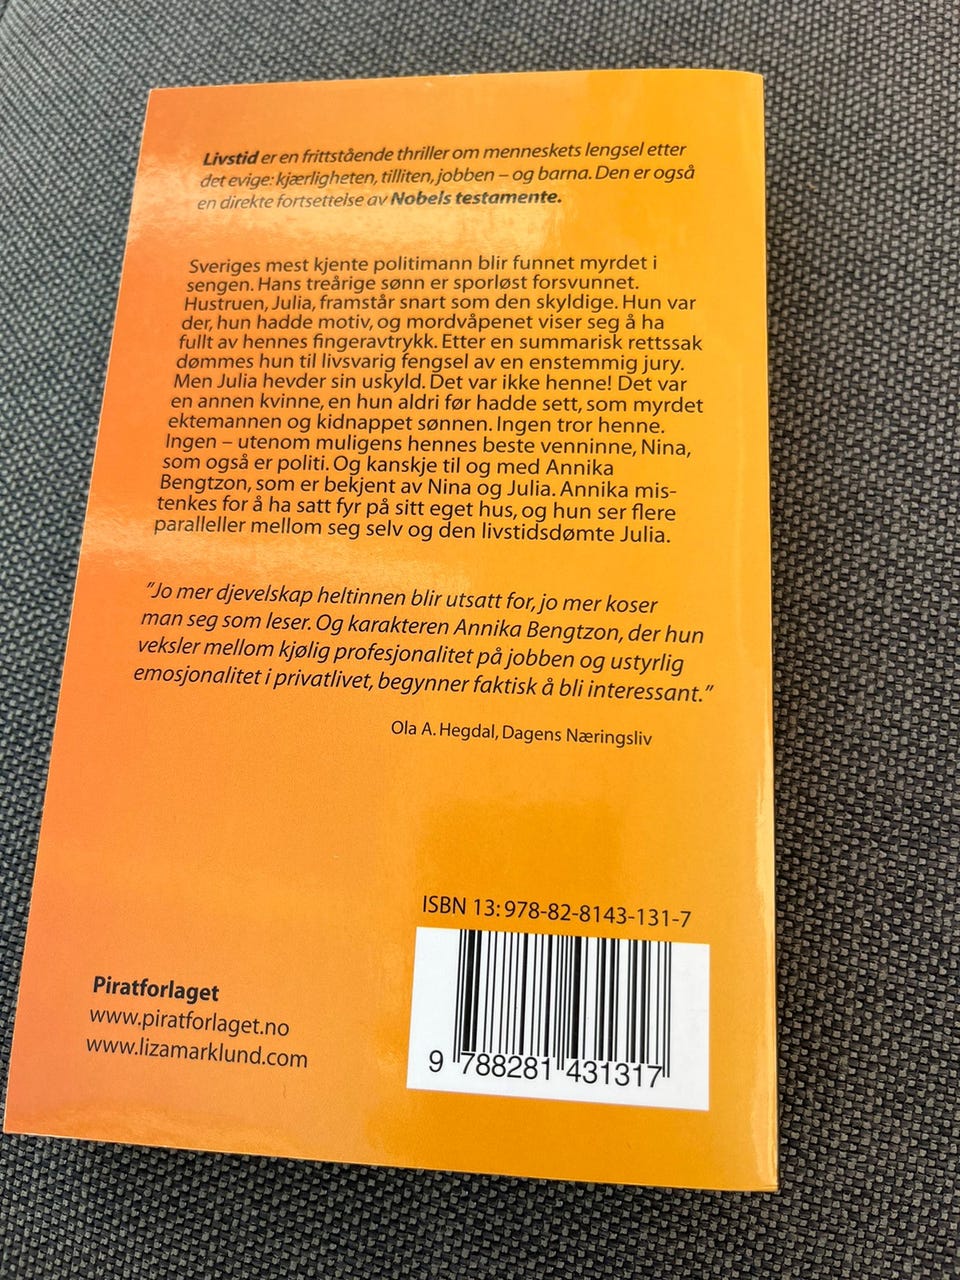 Livstid er en frittstående thriller om menneskets lengsel etter
det evige: kjærligheten, tilliten, jobben – og barna. Den er også
en direkte fortsettelse av Nobels testamente.
Sveriges mest kjente politimann blir funnet myrdet i
sengen. Hans treårige sønn er sporløst forsvunnet.
Hustruen, Julia, framstår snart som den skyldige. Hun var
der, hun hadde motiv, og mordvåpenet viser seg å ha
fullt av hennes fingeravtrykk. Etter en summarisk rettssak
dømmes hun til livsvarig fengsel av en enstemmig jury.
Men Julia hevder sin uskyld. Det var ikke henne! Det var
en annen kvinne, en hun aldri før hadde sett, som myrdet
ektemannen og kidnappet sønnen. Ingen tror henne.
Ingen – utenom muligens hennes beste venninne, Nina,
som også er politi. Og kanskje til og med Annika
Bengtzon, som er bekjent av Nina og Julia. Annika mis-
tenkes for å ha satt fyr på sitt eget hus, og hun ser flere
paralleller mellom seg selv og den livstidsdømte Julia.
"Jo mer djevelskap heltinnen blir utsatt for, jo mer koser
man seg som leser. Og karakteren Annika Bengtzon, der hun
veksler mellom kjølig profesjonalitet på jobben og ustyrlig
emosjonalitet i privatlivet, begynner faktisk å bli interessant."
Ola A. Hegdal, Dagens Næringsliv
ISBN 13: 978-82-8143-131-7
9 788281 431317
Piratforlaget
www.piratforlaget.no
www.lizamarklund.com